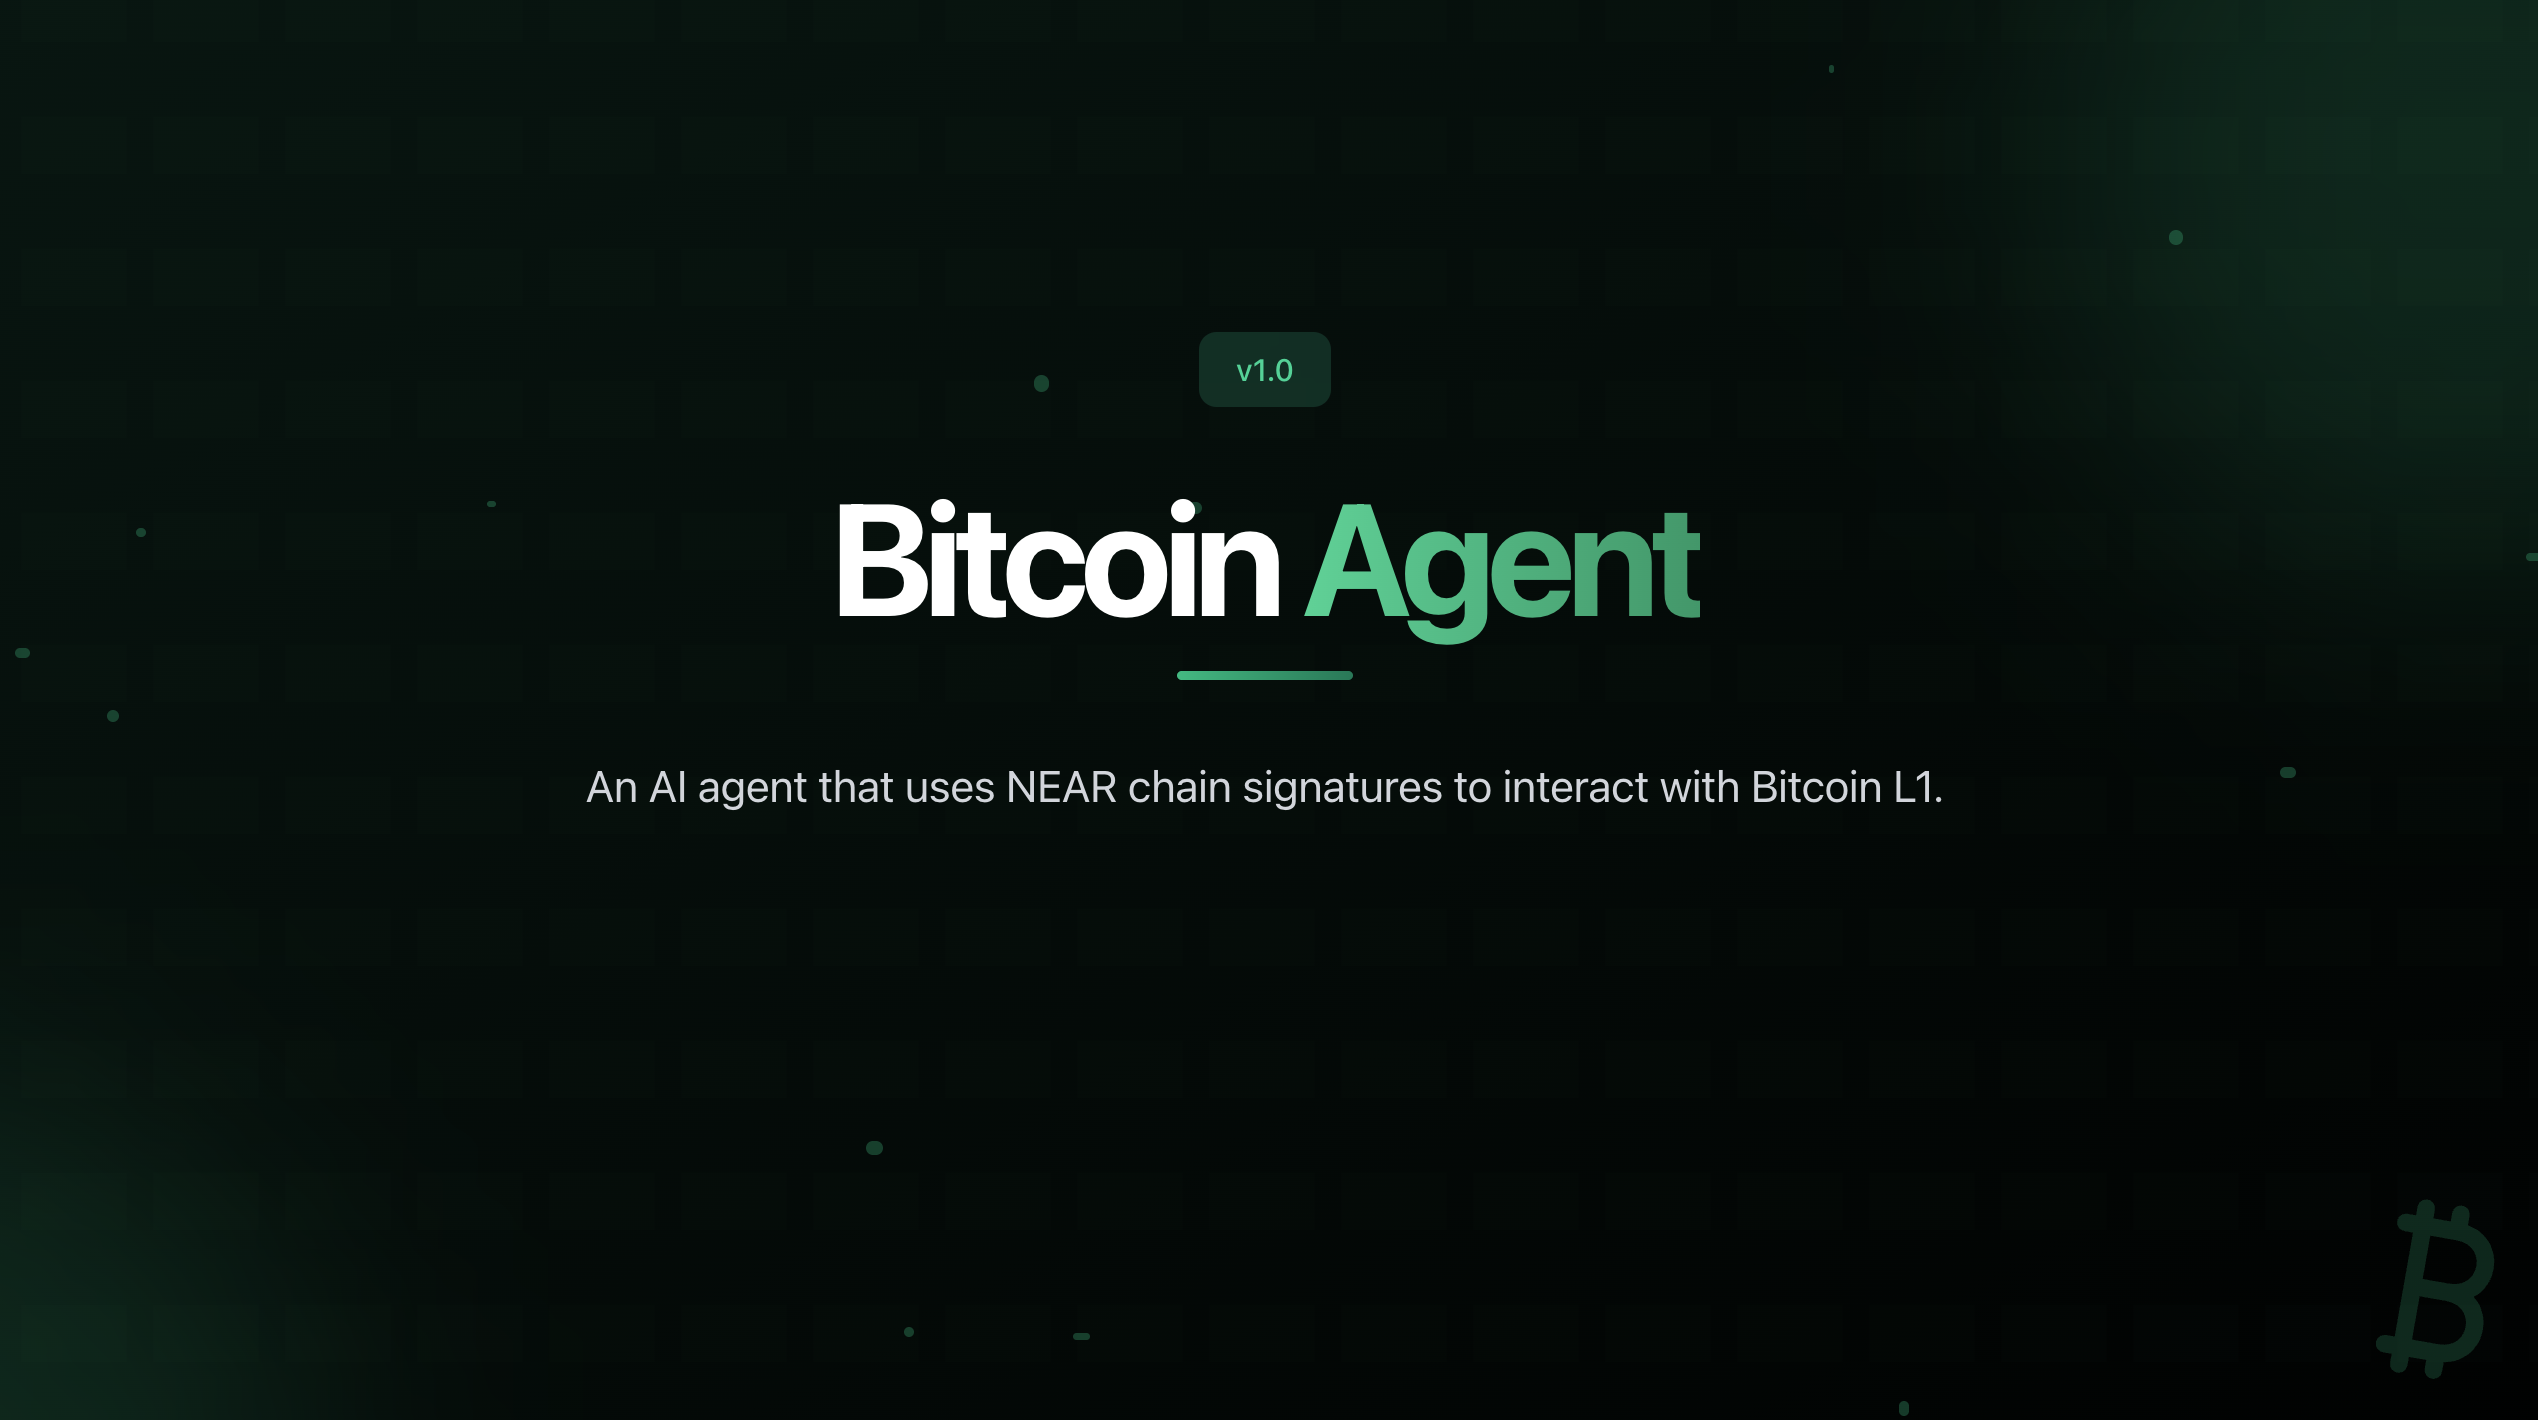 v1.0
Bitcoin Agent
An AI agent that uses NEAR chain signatures to interact with Bitcoin L1.